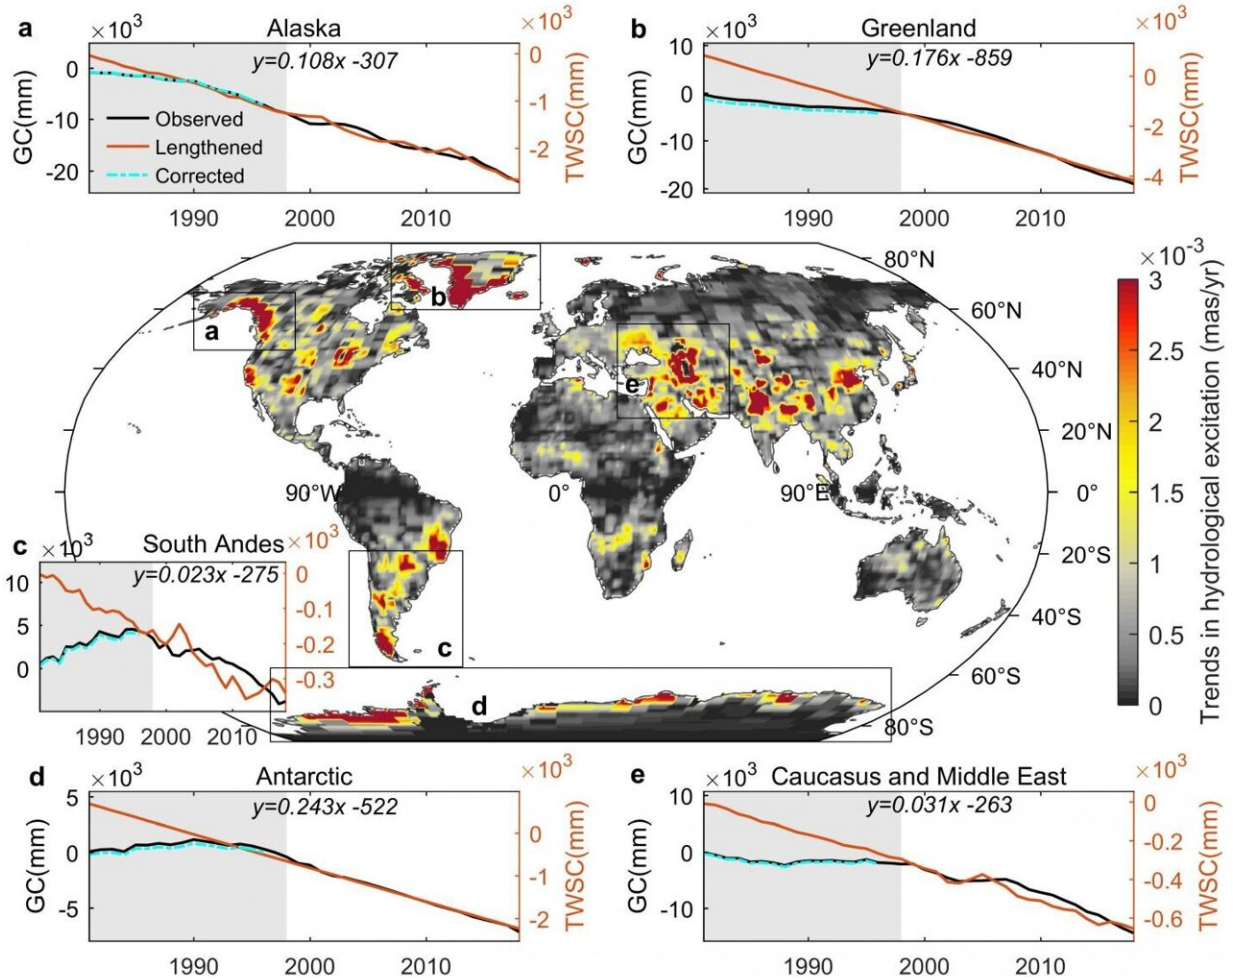 a
×10³
Alaska
×10³
y=0.108x -307
0
-10
-20
GC(mm)
0
-1
-2
TWSC(mm)
Observed
Lengthened
Corrected
1990 2000 2010
b
×10³
Greenland
×10³
y=0.176x -859
10
0
-10
-20
GC(mm)
0
-2
-4
TWSC(mm)
1990 2000 2010
80°N
60°N
40°N
20°N
0°
20°S
40°S
60°S
80°S
90°W 0° 90°E
a
b
c
d
e
×10⁻³
3
2.5
2
1.5
1
0.5
0
Trends in hydrological excitation (mas/yr)
c
×10³
South Andes
×10³
y=0.023x -275
10
5
0
0
-0.1
-0.2
-0.3
1990 2000 2010
d
×10³
Antarctic
×10³
y=0.243x -522
5
0
-5
GC(mm)
0
-1
-2
TWSC(mm)
1990 2000 2010
e
×10³
Caucasus and Middle East
×10³
y=0.031x -263
10
0
-10
GC(mm)
0
-0.2
-0.4
-0.6
TWSC(mm)
1990 2000 2010